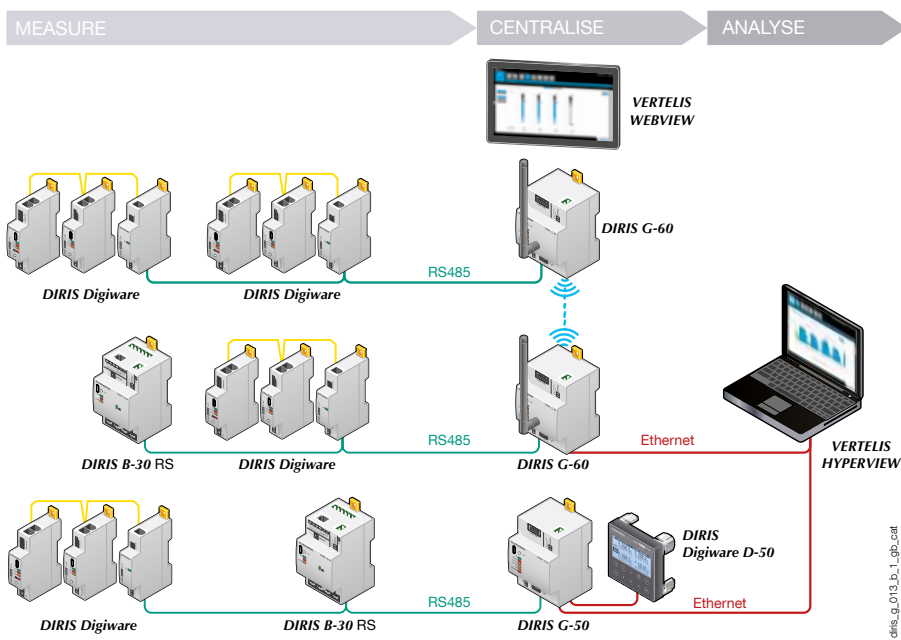 MEASURE
CENTRALISE
ANALYSE
VERTELIS
WEBVIEW
DIRIS G-60
RS485
DIRIS Digiware
DIRIS Digiware
RS485
Ethernet
DIRIS B-30 RS
DIRIS Digiware
DIRIS G-60
VERTELIS
HYPERVIEW
DIRIS
Digiware D-50
RS485
Ethernet
DIRIS Digiware
DIRIS B-30 RS
DIRIS G-50
diris_g_013_b_1_gb_cat